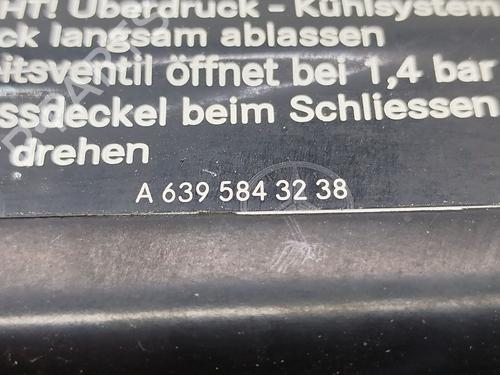 HT! Überdruck - Kühlsystem
ck langsam ablassen
itsventil öffnet bei 1,4 bar
ssdeckel beim Schliessen
drehen
A 639 584 32 38